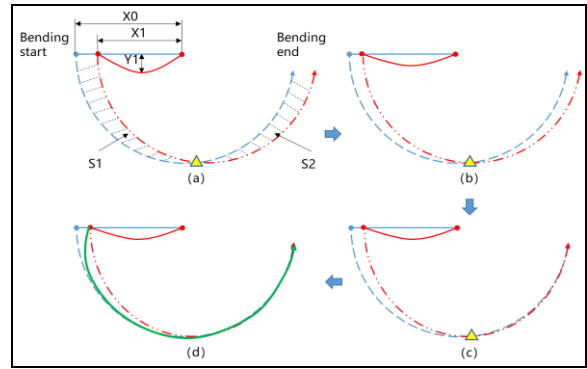 X0
Bending
start
X1
Bending
end
Y1
S1
S2
(a)
(b)
(d)
(c)